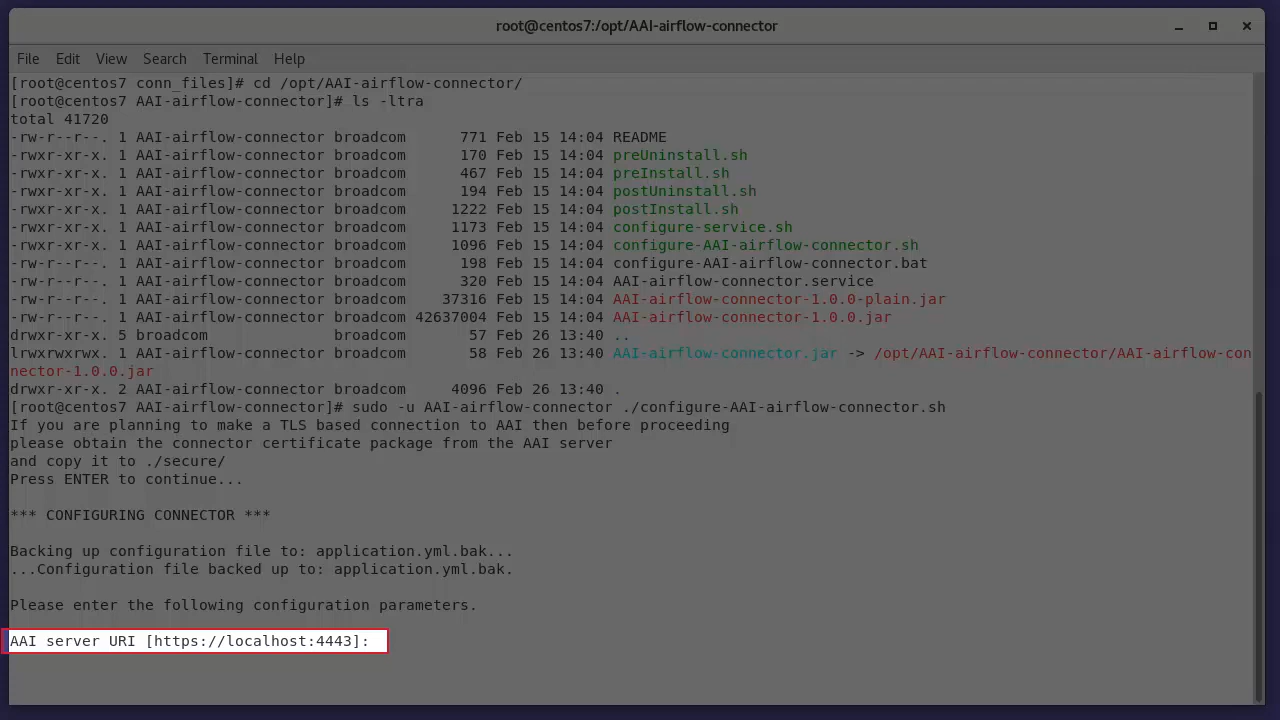 root@centos7:/opt/AAI-airflow-connector
File Edit View Search Terminal Help
[root@centos7 conn_files]# cd /opt/AAI-airflow-connector/
[root@centos7 AAI-airflow-connector]# ls -ltra
total 41720
-rw-r--r--. 1 AAI-airflow-connector broadcom      771 Feb 15 14:04 README
-rwxr-xr-x. 1 AAI-airflow-connector broadcom      170 Feb 15 14:04 preUninstall.sh
-rwxr-xr-x. 1 AAI-airflow-connector broadcom      467 Feb 15 14:04 preInstall.sh
-rwxr-xr-x. 1 AAI-airflow-connector broadcom      194 Feb 15 14:04 postUninstall.sh
-rwxr-xr-x. 1 AAI-airflow-connector broadcom     1222 Feb 15 14:04 postInstall.sh
-rwxr-xr-x. 1 AAI-airflow-connector broadcom     1173 Feb 15 14:04 configure-service.sh
-rwxr-xr-x. 1 AAI-airflow-connector broadcom     1096 Feb 15 14:04 configure-AAI-airflow-connector.sh
-rw-r--r--. 1 AAI-airflow-connector broadcom      198 Feb 15 14:04 configure-AAI-airflow-connector.bat
-rw-r--r--. 1 AAI-airflow-connector broadcom      320 Feb 15 14:04 AAI-airflow-connector.service
-rw-r--r--. 1 AAI-airflow-connector broadcom    37316 Feb 15 14:04 AAI-airflow-connector-1.0.0-plain.jar
-rw-r--r--. 1 AAI-airflow-connector broadcom 42637004 Feb 15 14:04 AAI-airflow-connector-1.0.0.jar
drwxr-xr-x. 5 broadcom              broadcom       57 Feb 26 13:40 ..
lrwxrwxrwx. 1 AAI-airflow-connector broadcom       58 Feb 26 13:40 AAI-airflow-connector.jar -> /opt/AAI-airflow-connector/AAI-airflow-con
nector-1.0.0.jar
drwxr-xr-x. 2 AAI-airflow-connector broadcom     4096 Feb 26 13:40 .
[root@centos7 AAI-airflow-connector]# sudo -u AAI-airflow-connector ./configure-AAI-airflow-connector.sh
If you are planning to make a TLS based connection to AAI then before proceeding
please obtain the connector certificate package from the AAI server
and copy it to ./secure/
Press ENTER to continue...
*** CONFIGURING CONNECTOR ***
Backing up configuration file to: application.yml.bak...
...Configuration file backed up to: application.yml.bak.
Please enter the following configuration parameters.
AAI server URI [https://localhost:4443]: